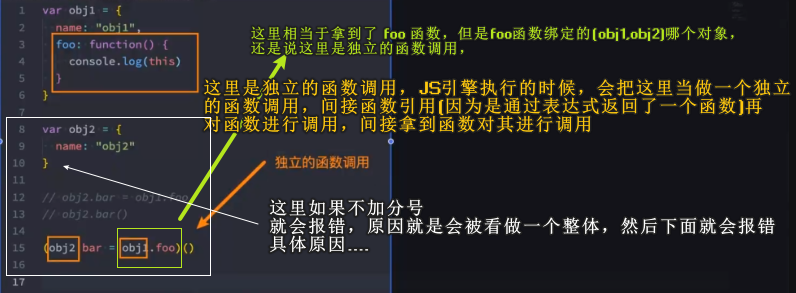 1 var obj1 = {
2 name: "obj1",
3 foo: function() {
4 console.log(this)
5 }
6 }
7
8 var obj2 = {
9 name: "obj2"
10 }
11
12 // obj2.bar = obj1.foo
13 // obj2.bar()
14
15 (obj2.bar = obj1.foo)()
16
17
这里相当于拿到了 foo 函数，但是foo函数绑定的(obj1,obj2)哪个对象，
还是说这里是独立的函数调用，
这里是独立的函数调用，JS引擎执行的时候，会把这里当做一个独立
的函数调用，间接函数引用(因为是通过表达式返回了一个函数)再
对函数进行调用，间接拿到函数对其进行调用
独立的函数调用
这里如果不加分号
就会报错，原因就是会被看做一个整体，然后下面就会报错
具体原因....